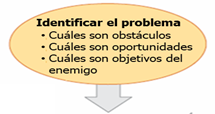 Identificar el problema
• Cuáles son obstáculos
• Cuáles son oportunidades
• Cuáles son objetivos del
enemigo